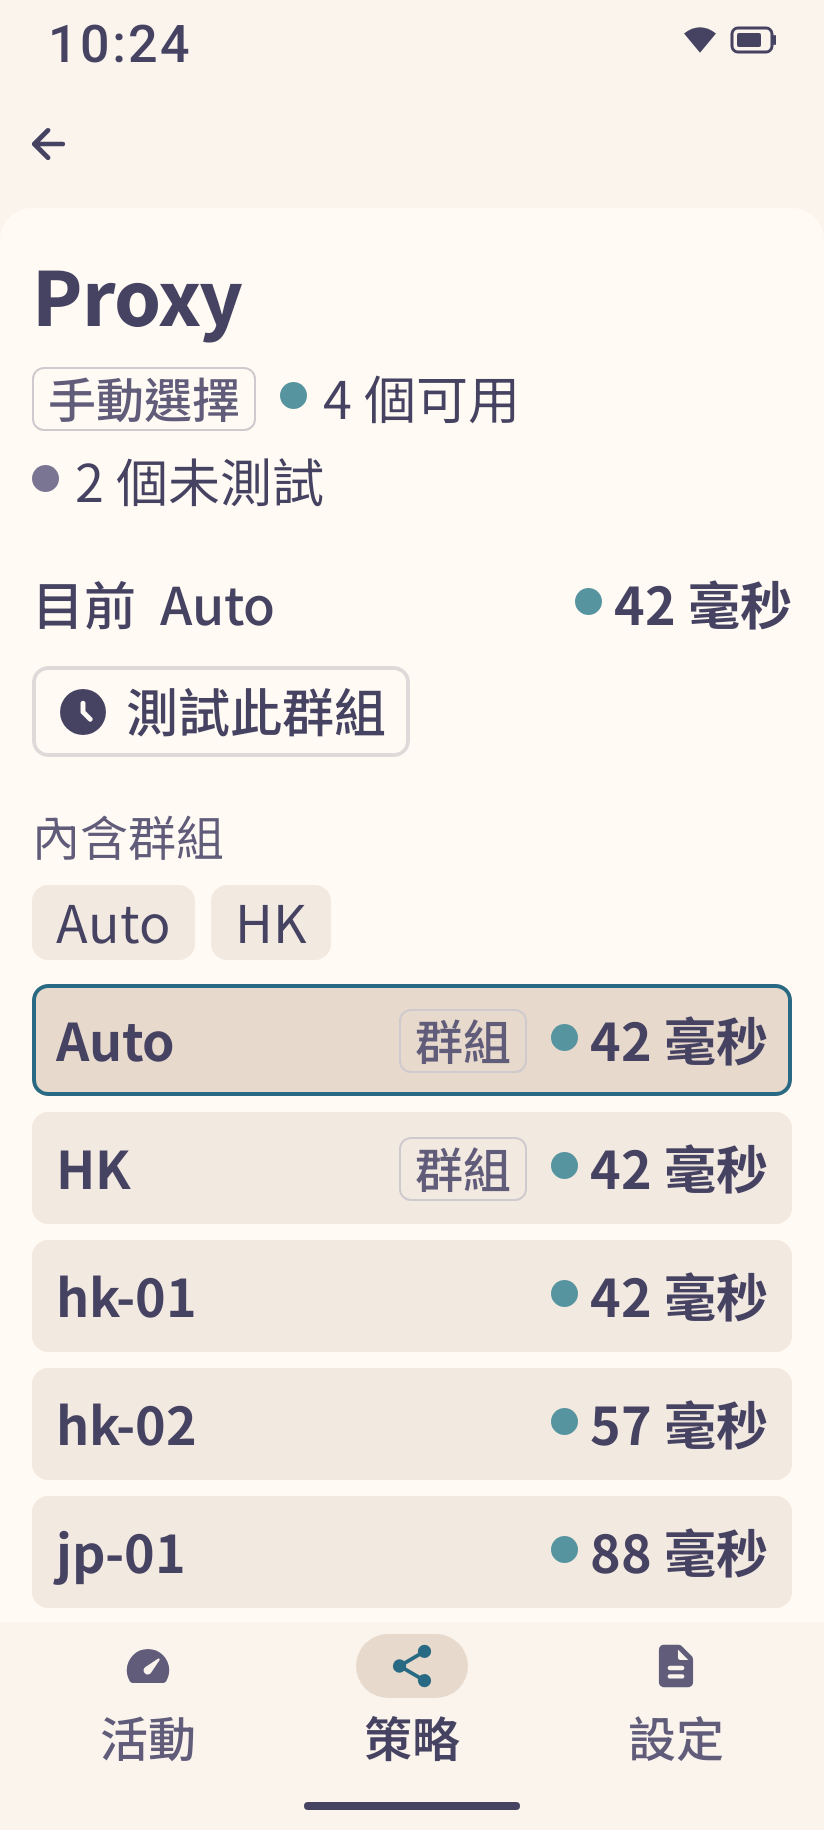 10:24
Proxy
手動選擇 4 個可用
2 個未測試
目前 Auto 42 毫秒
測試此群組
內含群組
Auto HK
Auto 群組 42 毫秒
HK 群組 42 毫秒
hk-01 42 毫秒
hk-02 57 毫秒
jp-01 88 毫秒
活動 策略 設定